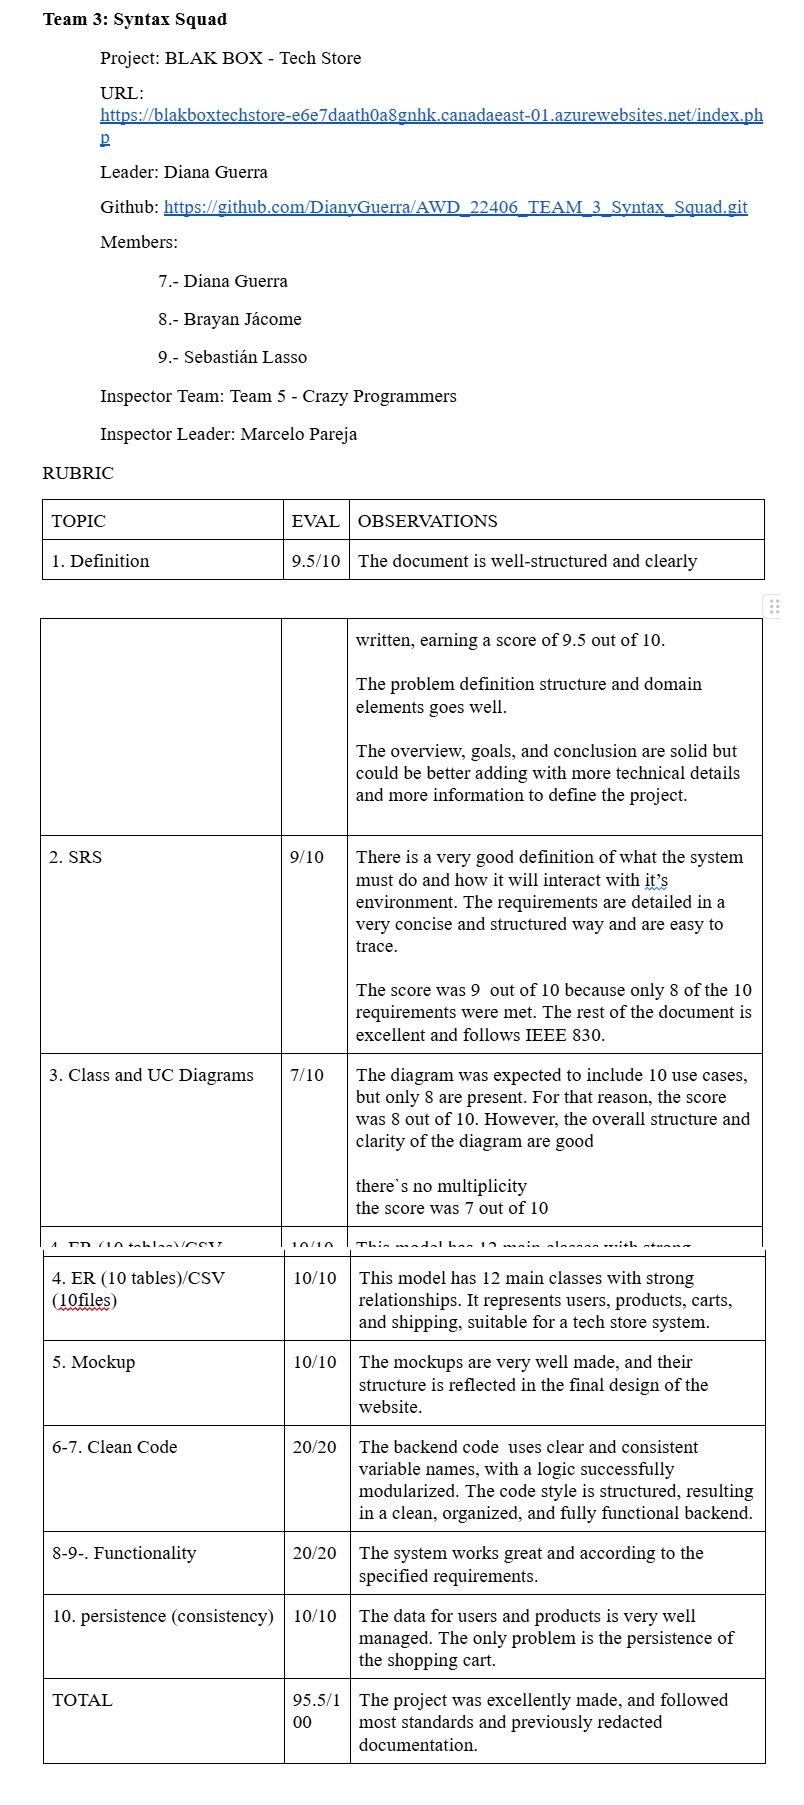 Team 3: Syntax Squad
Project: BLAK BOX - Tech Store
URL:
https://blakboxtechstore-e6e7daath0a8gnhk.canadaeast-01.azurewebsites.net/index.ph
p
Leader: Diana Guerra
Github: https://github.com/DianyGuerra/AWD_22406_TEAM_3_Syntax_Squad.git
Members:
7.- Diana Guerra
8.- Brayan Jácome
9.- Sebastián Lasso
Inspector Team: Team 5 - Crazy Programmers
Inspector Leader: Marcelo Pareja
RUBRIC
TOPIC EVAL OBSERVATIONS
1. Definition 9.5/10 The document is well-structured and clearly
written, earning a score of 9.5 out of 10.
The problem definition structure and domain
elements goes well.
The overview, goals, and conclusion are solid but
could be better adding with more technical details
and more information to define the project.
2. SRS 9/10 There is a very good definition of what the system
must do and how it will interact with it’s
environment. The requirements are detailed in a
very concise and structured way and are easy to
trace.
The score was 9 out of 10 because only 8 of the 10
requirements were met. The rest of the document is
excellent and follows IEEE 830.
3. Class and UC Diagrams 7/10 The diagram was expected to include 10 use cases,
but only 8 are present. For that reason, the score
was 8 out of 10. However, the overall structure and
clarity of the diagram are good
there`s no multiplicity
the score was 7 out of 10
4. ER (10 tables)/CSV 10/10 This model has 12 main classes with strong
4. ER (10 tables)/CSV 10/10 This model has 12 main classes with strong
(10files) relationships. It represents users, products, carts,
and shipping, suitable for a tech store system.
5. Mockup 10/10 The mockups are very well made, and their
structure is reflected in the final design of the
website.
6-7. Clean Code 20/20 The backend code uses clear and consistent
variable names, with a logic successfully
modularized. The code style is structured, resulting
in a clean, organized, and fully functional backend.
8-9-. Functionality 20/20 The system works great and according to the
specified requirements.
10. persistence (consistency) 10/10 The data for users and products is very well
managed. The only problem is the persistence of
the shopping cart.
TOTAL 95.5/1 The project was excellently made, and followed
00 most standards and previously redacted
documentation.